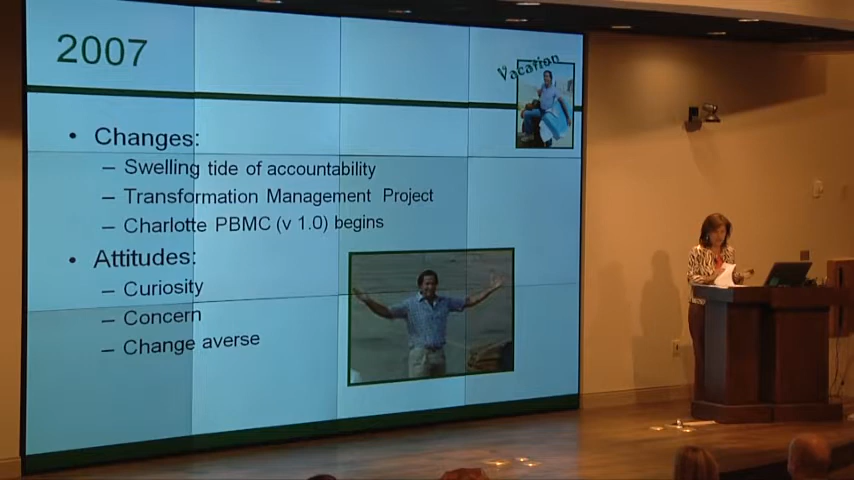 2007
Vacation
• Changes:
– Swelling tide of accountability
– Transformation Management Project
– Charlotte PBMC (v 1.0) begins
• Attitudes:
– Curiosity
– Concern
– Change averse